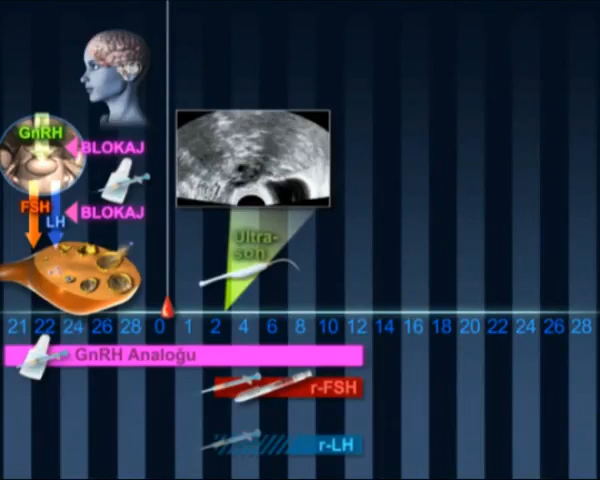 GnRH
BLOKAJ
FSH
LH
BLOKAJ
Ultra-
son
21 22 24 26 28 0 1 2 4 6 8 10 12 14 16 18 20 22 24 26 28
GnRH Analoğu
r-FSH
r-LH